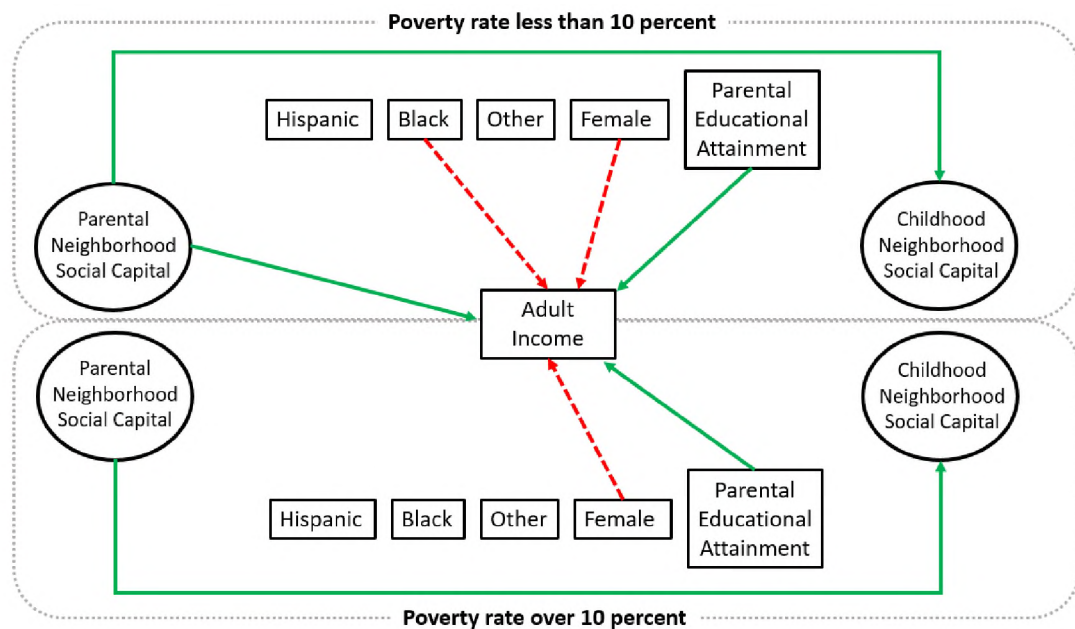 Poverty rate less than 10 percent
Hispanic
Black
Other
Female
Parental
Educational
Attainment
Parental
Neighborhood
Social Capital
Childhood
Neighborhood
Social Capital
Adult
Income
Parental
Neighborhood
Social Capital
Childhood
Neighborhood
Social Capital
Hispanic
Black
Other
Female
Parental
Educational
Attainment
Poverty rate over 10 percent